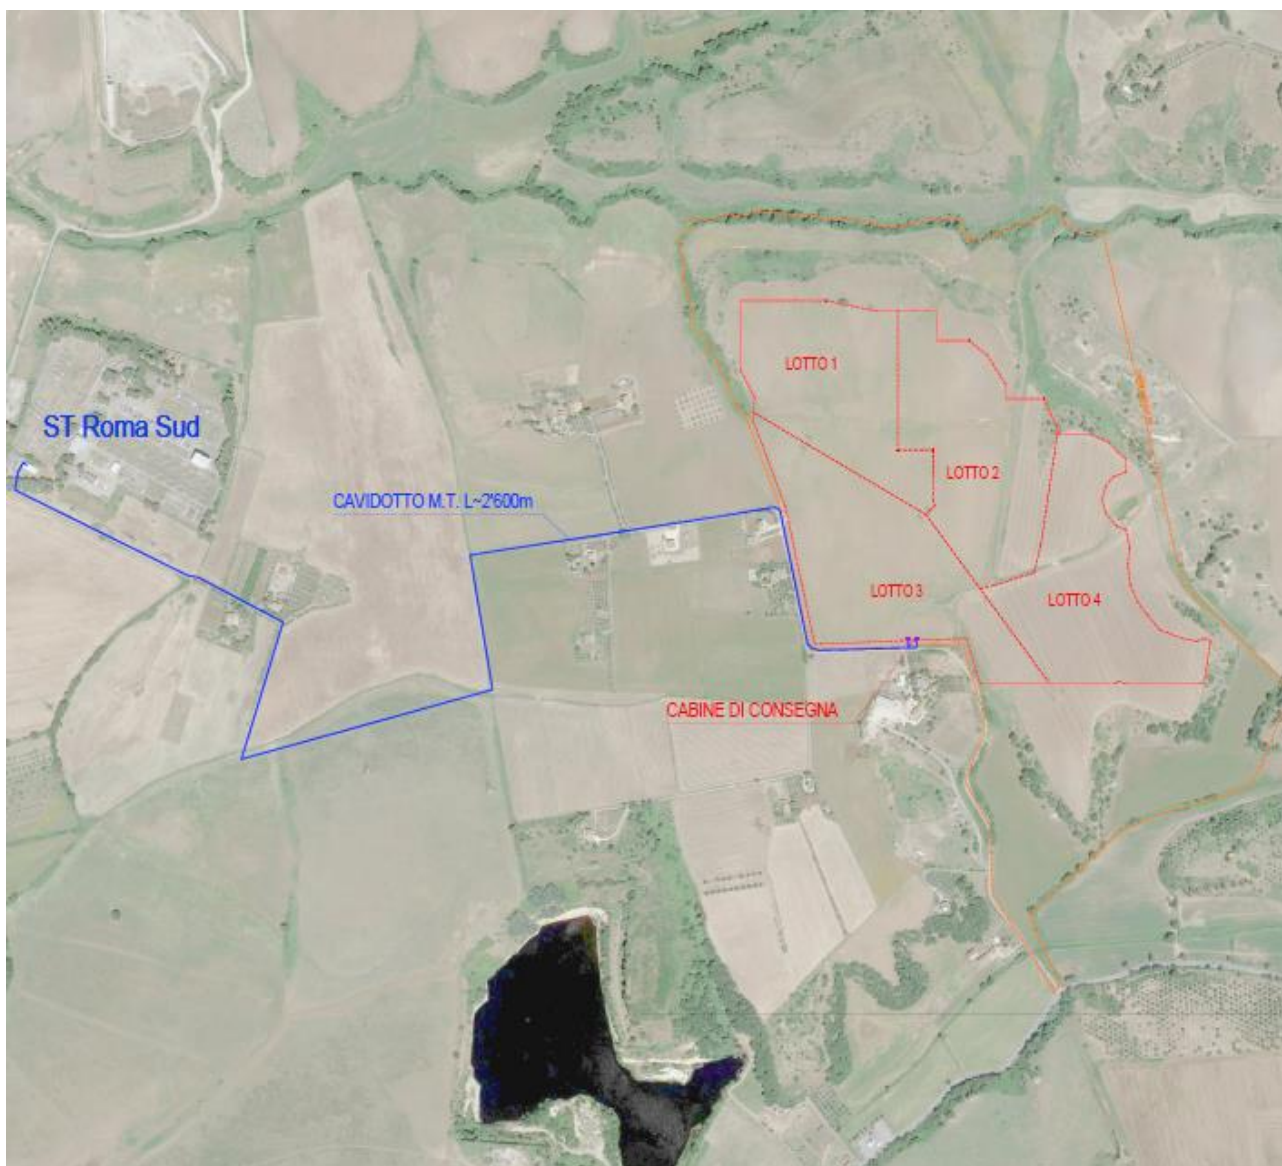 LOTTO 1
ST Roma Sud
LOTTO 2
CAVIDOTTO M.T. L~2'600m
LOTTO 3
LOTTO 4
CABINE DI CONSEGNA